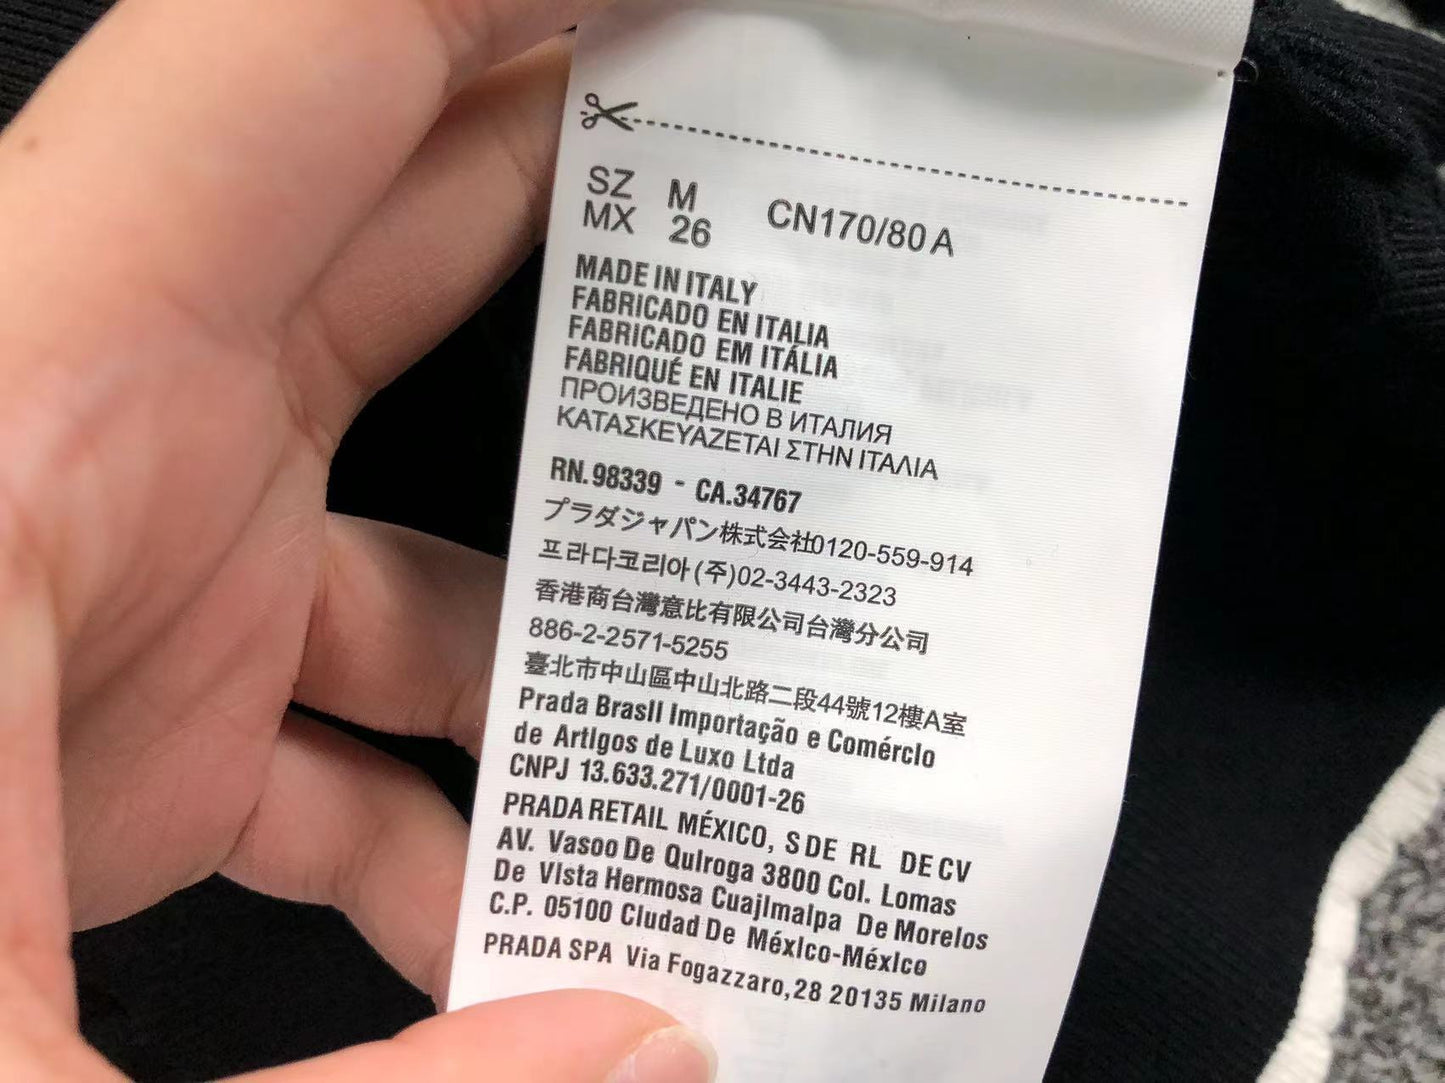 SZ M CN170/80 A
MX 26
MADE IN ITALY
FABRICADO EN ITALIA
FABRICADO EM ITÁLIA
FABRIQUÉ EN ITALIE
ПРОИЗВЕДЕНО В ИТАЛИЯ
ΚΑΤΑΣΚΕΥΑΖΕΤΑΙ ΣΤΗΝ ΙΤΑΛΙΑ
RN.98339 - CA.34767
プラダジャパン株式会社0120-559-914
프라다코리아(주)02-3443-2323
香港商台灣意比有限公司台灣分公司
886-2-2571-5255
臺北市中山區中山北路二段44號12樓A室
Prada BrasIl Importação e ComércIo
de ArtIgos de Luxo Ltda
CNPJ 13.633.271/0001-26
PRADA RETAIL MÉXICO, S DE RL DE CV
AV. Vasoo De QuIroga 3800 Col. Lomas
De VIsta Hermosa CuajImalpa De Morelos
C.P. 05100 CIudad De MéxIco-MéxIco
PRADA SPA Via Fogazzaro,28 20135 Milano